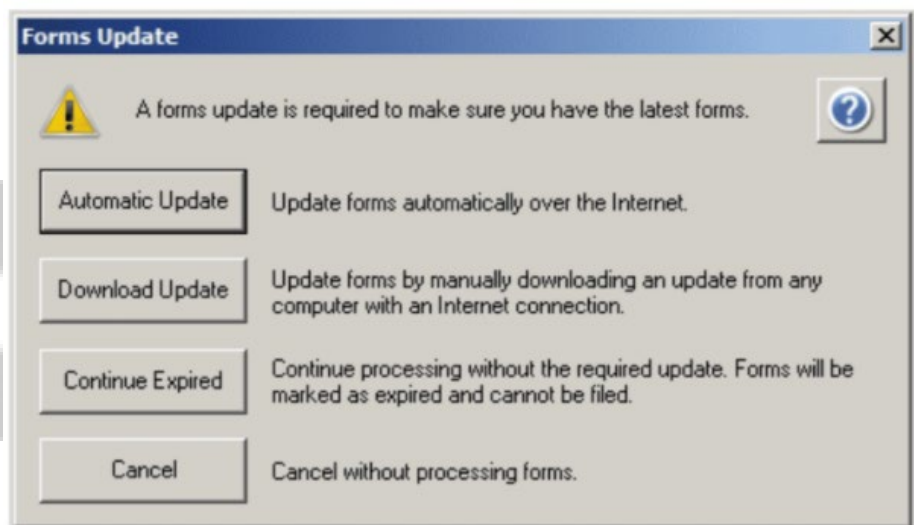 Forms Update
A forms update is required to make sure you have the latest forms.
Automatic Update
Update forms automatically over the Internet.
Download Update
Update forms by manually downloading an update from any
computer with an Internet connection.
Continue Expired
Continue processing without the required update. Forms will be
marked as expired and cannot be filed.
Cancel
Cancel without processing forms.